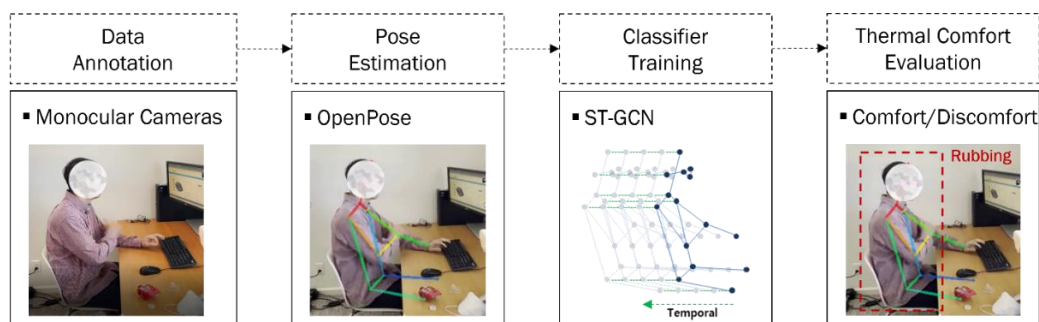 Data
Annotation
Pose
Estimation
Classifier
Training
Thermal Comfort
Evaluation
▪ Monocular Cameras
▪ OpenPose
▪ ST-GCN
▪ Comfort/Discomfort
Rubbing
Temporal